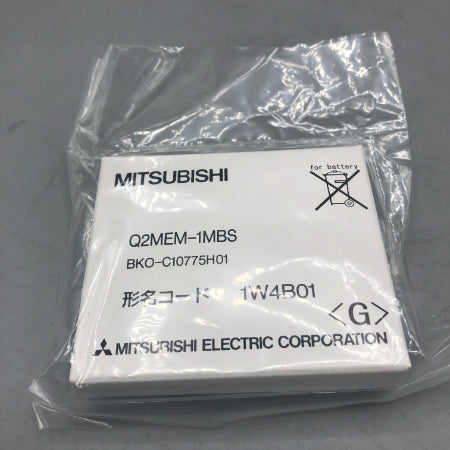 for battery
MITSUBISHI
Q2MEM-1MBS
BKO-C10775H01
形名コード 1W4B01
<G>
MITSUBISHI ELECTRIC CORPORATION